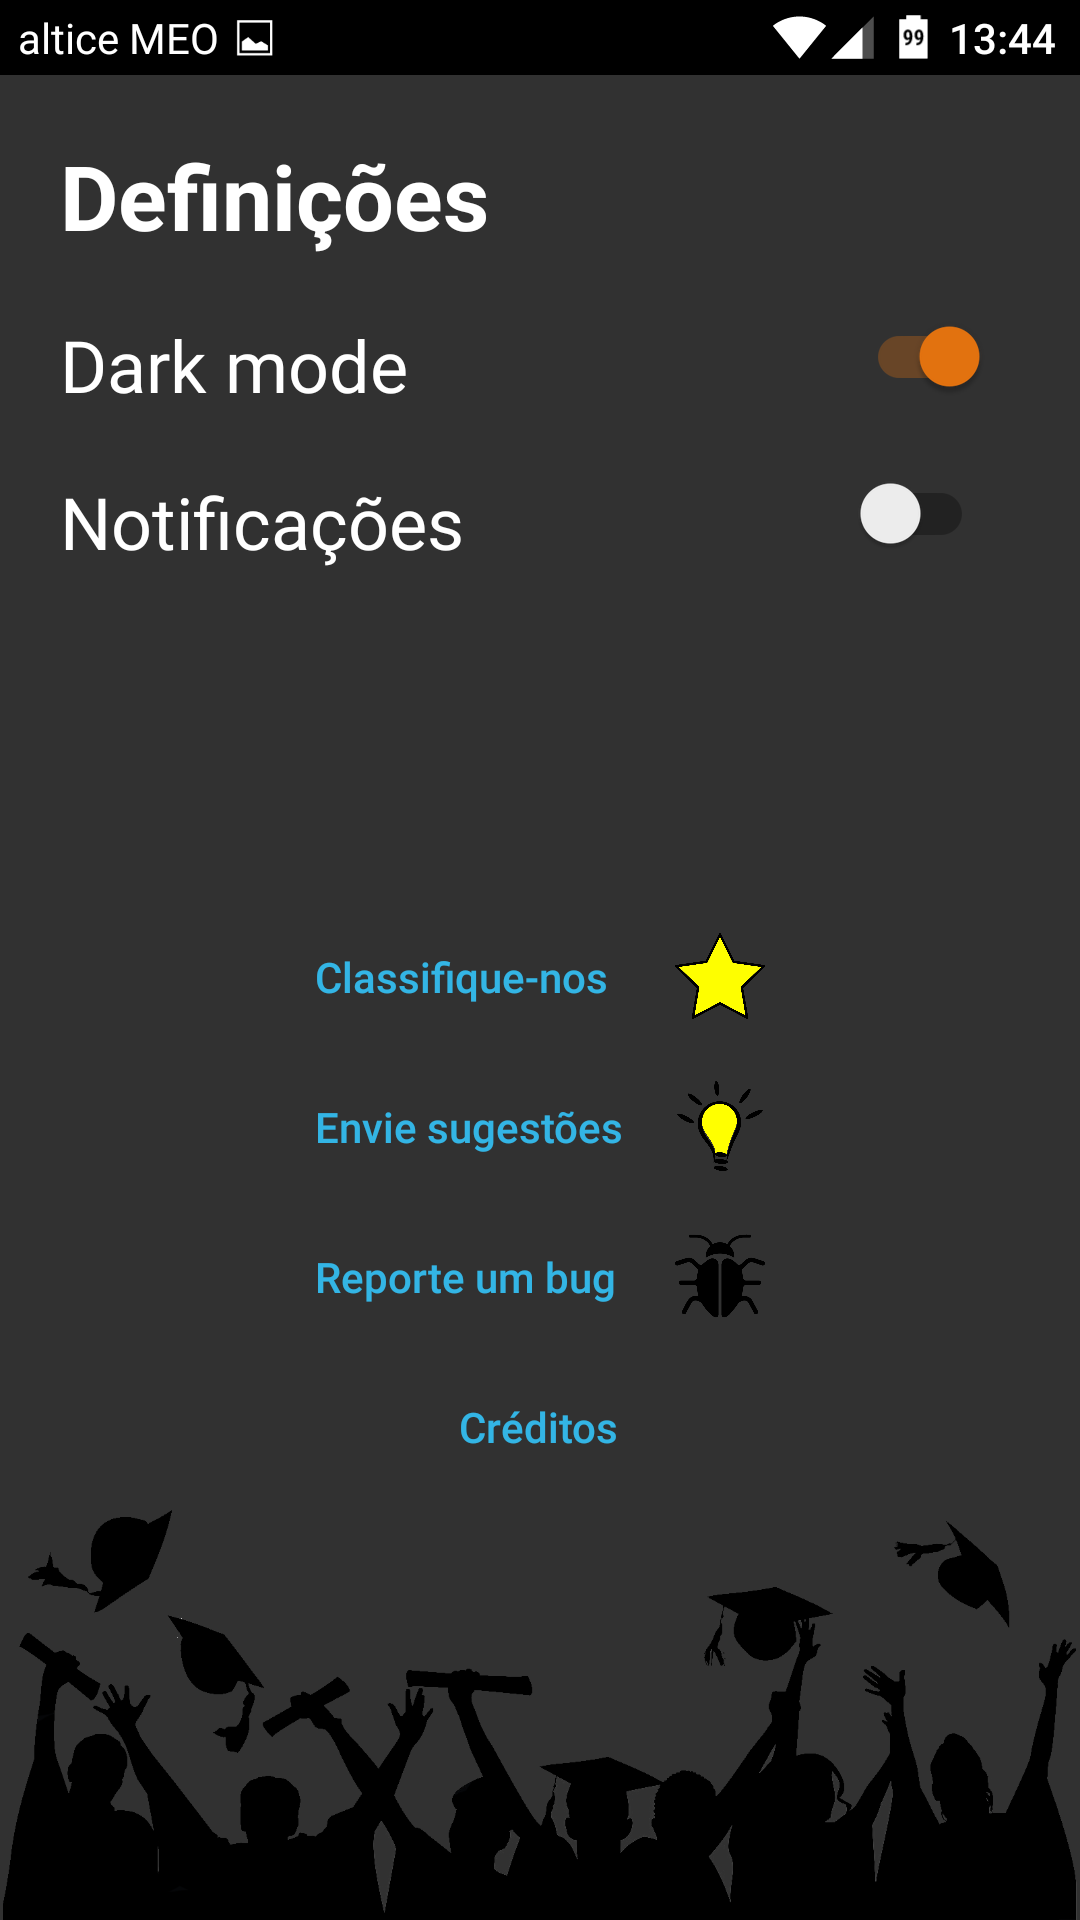 altice MEO 99 13:44
Definições
Dark mode
Notificações
Classifique-nos
Envie sugestões
Reporte um bug
Créditos